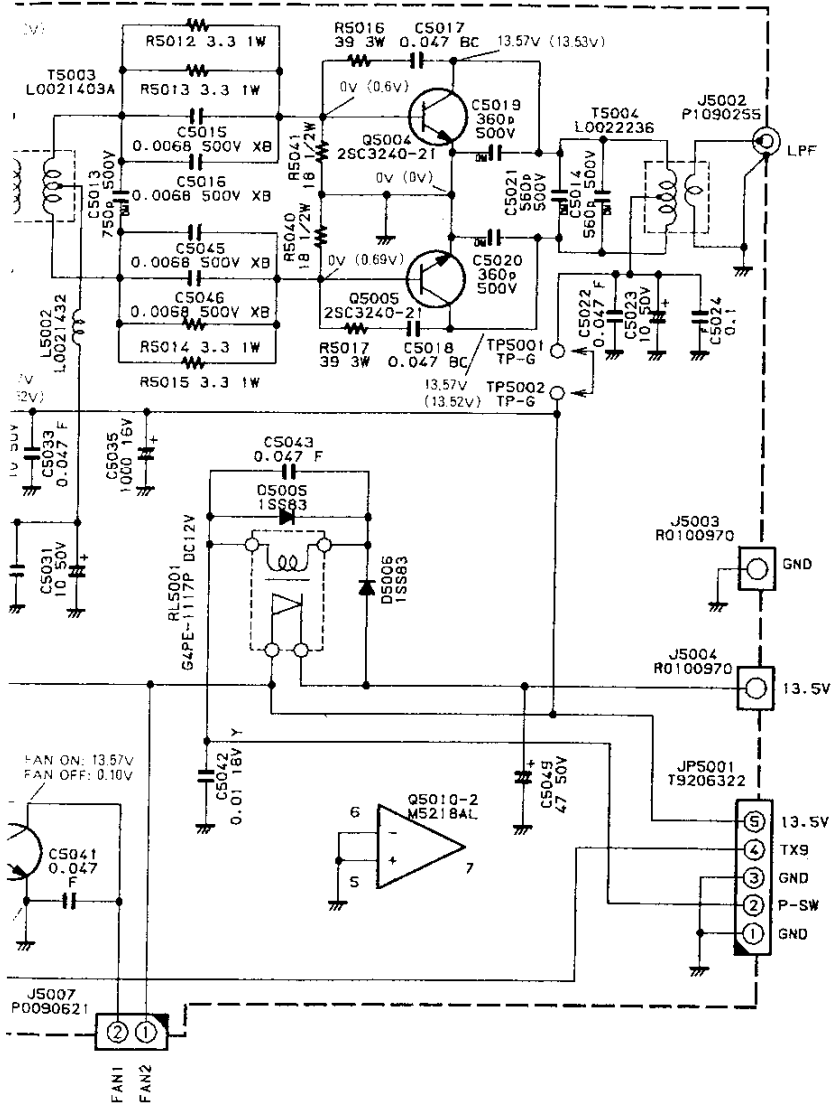 R5012 3.3 1W
R5013 3.3 1W
T5003
L0021403A
C5015
0.0068 500V XB
C5016
0.0068 500V XB
C5013
750p 500V
C5045
0.0068 500V XB
C5046
0.0068 500V XB
R5014 3.3 1W
R5015 3.3 1W
L5002
L0021432
R5016
39 3W
C5017
0.047 BC
13.57V (13.53V)
0V (0.6V)
R5041
18 1/2W
R5040
18 1/2W
Q5004
2SC3240-21
0V (0V)
0V (0.69V)
Q5005
2SC3240-21
R5017
39 3W
C5018
0.047 BC
13.57V
(13.52V)
C5019
360p
500V
C5020
360p
500V
C5021
560p
500V
C5014
560p 500V
T5004
L0022236
J5002
P1090255
LPF
C5022
0.047 F
C5023
10 50V
C5024
0.1
TP5001
TP-G
TP5002
TP-G
C5033
0.047 F
C5035
1000 16V
C5031
10 50V
C5043
0.047 F
D5005
1SS83
D5006
1SS83
RL5001
G4PE-1117P DC12V
J5003
R0100970
GND
J5004
R0100970
13.5V
C5042
0.01 16V Y
C5049
47 50V
FAN ON: 13.57V
FAN OFF: 0.10V
C5041
0.047
F
Q5010-2
M5218AL
6
5
7
-
+
JP5001
T9206322
5 13.5V
4 TX9
3 GND
2 P-SW
1 GND
J5007
P0090621
2 1
FAN1
FAN2